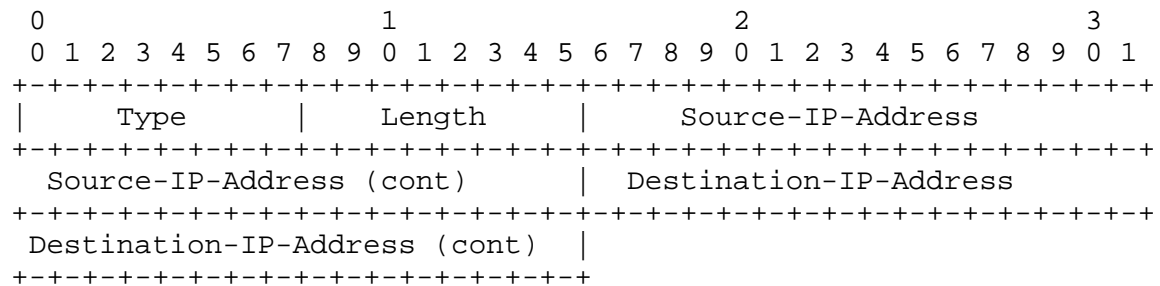 0                   1                   2                   3
 0 1 2 3 4 5 6 7 8 9 0 1 2 3 4 5 6 7 8 9 0 1 2 3 4 5 6 7 8 9 0 1
+-+-+-+-+-+-+-+-+-+-+-+-+-+-+-+-+-+-+-+-+-+-+-+-+-+-+-+-+-+-+-+-+
|     Type      |    Length     |     Source-IP-Address
+-+-+-+-+-+-+-+-+-+-+-+-+-+-+-+-+-+-+-+-+-+-+-+-+-+-+-+-+-+-+-+-+
  Source-IP-Address (cont)      |  Destination-IP-Address
+-+-+-+-+-+-+-+-+-+-+-+-+-+-+-+-+-+-+-+-+-+-+-+-+-+-+-+-+-+-+-+-+
 Destination-IP-Address (cont)  |
+-+-+-+-+-+-+-+-+-+-+-+-+-+-+-+-+